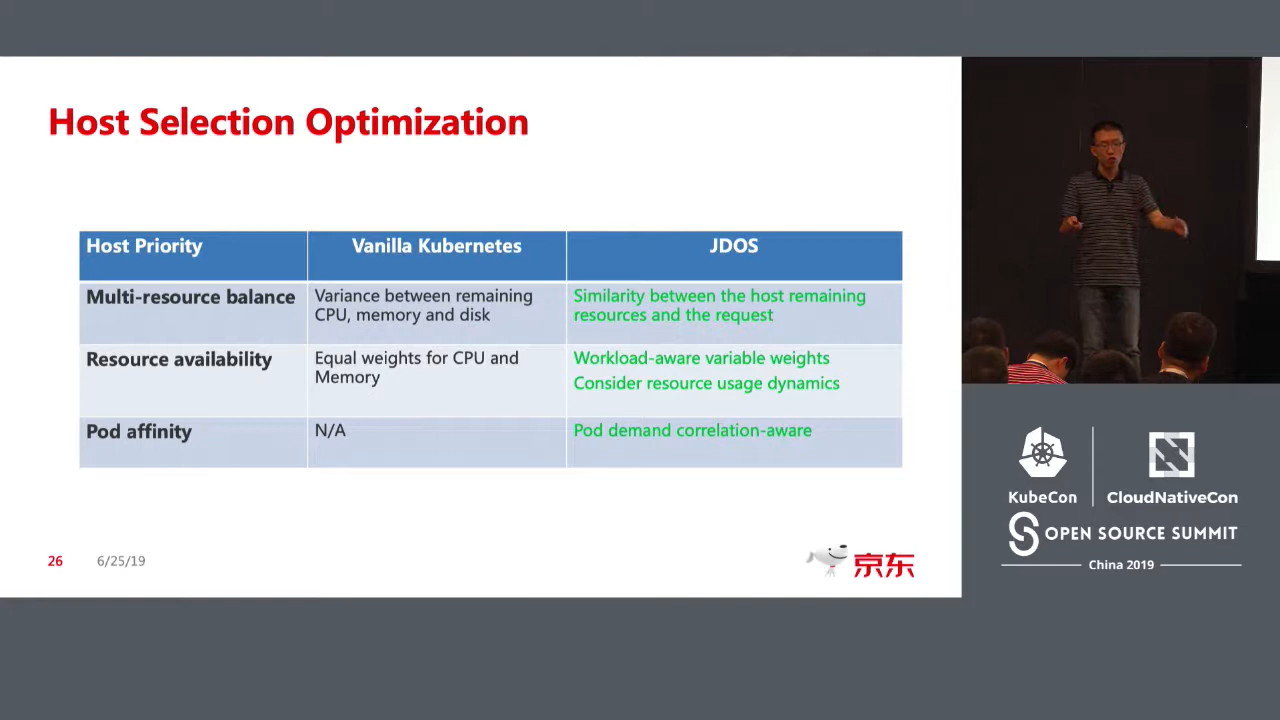 Host Selection Optimization
Host Priority
Vanilla Kubernetes
JDOS
Multi-resource balance
Variance between remaining
CPU, memory and disk
Similarity between the host remaining
resources and the request
Resource availability
Equal weights for CPU and
Memory
Workload-aware variable weights
Consider resource usage dynamics
Pod affinity
N/A
Pod demand correlation-aware
26
6/25/19
京东
KubeCon
CloudNativeCon
OPEN SOURCE SUMMIT
China 2019